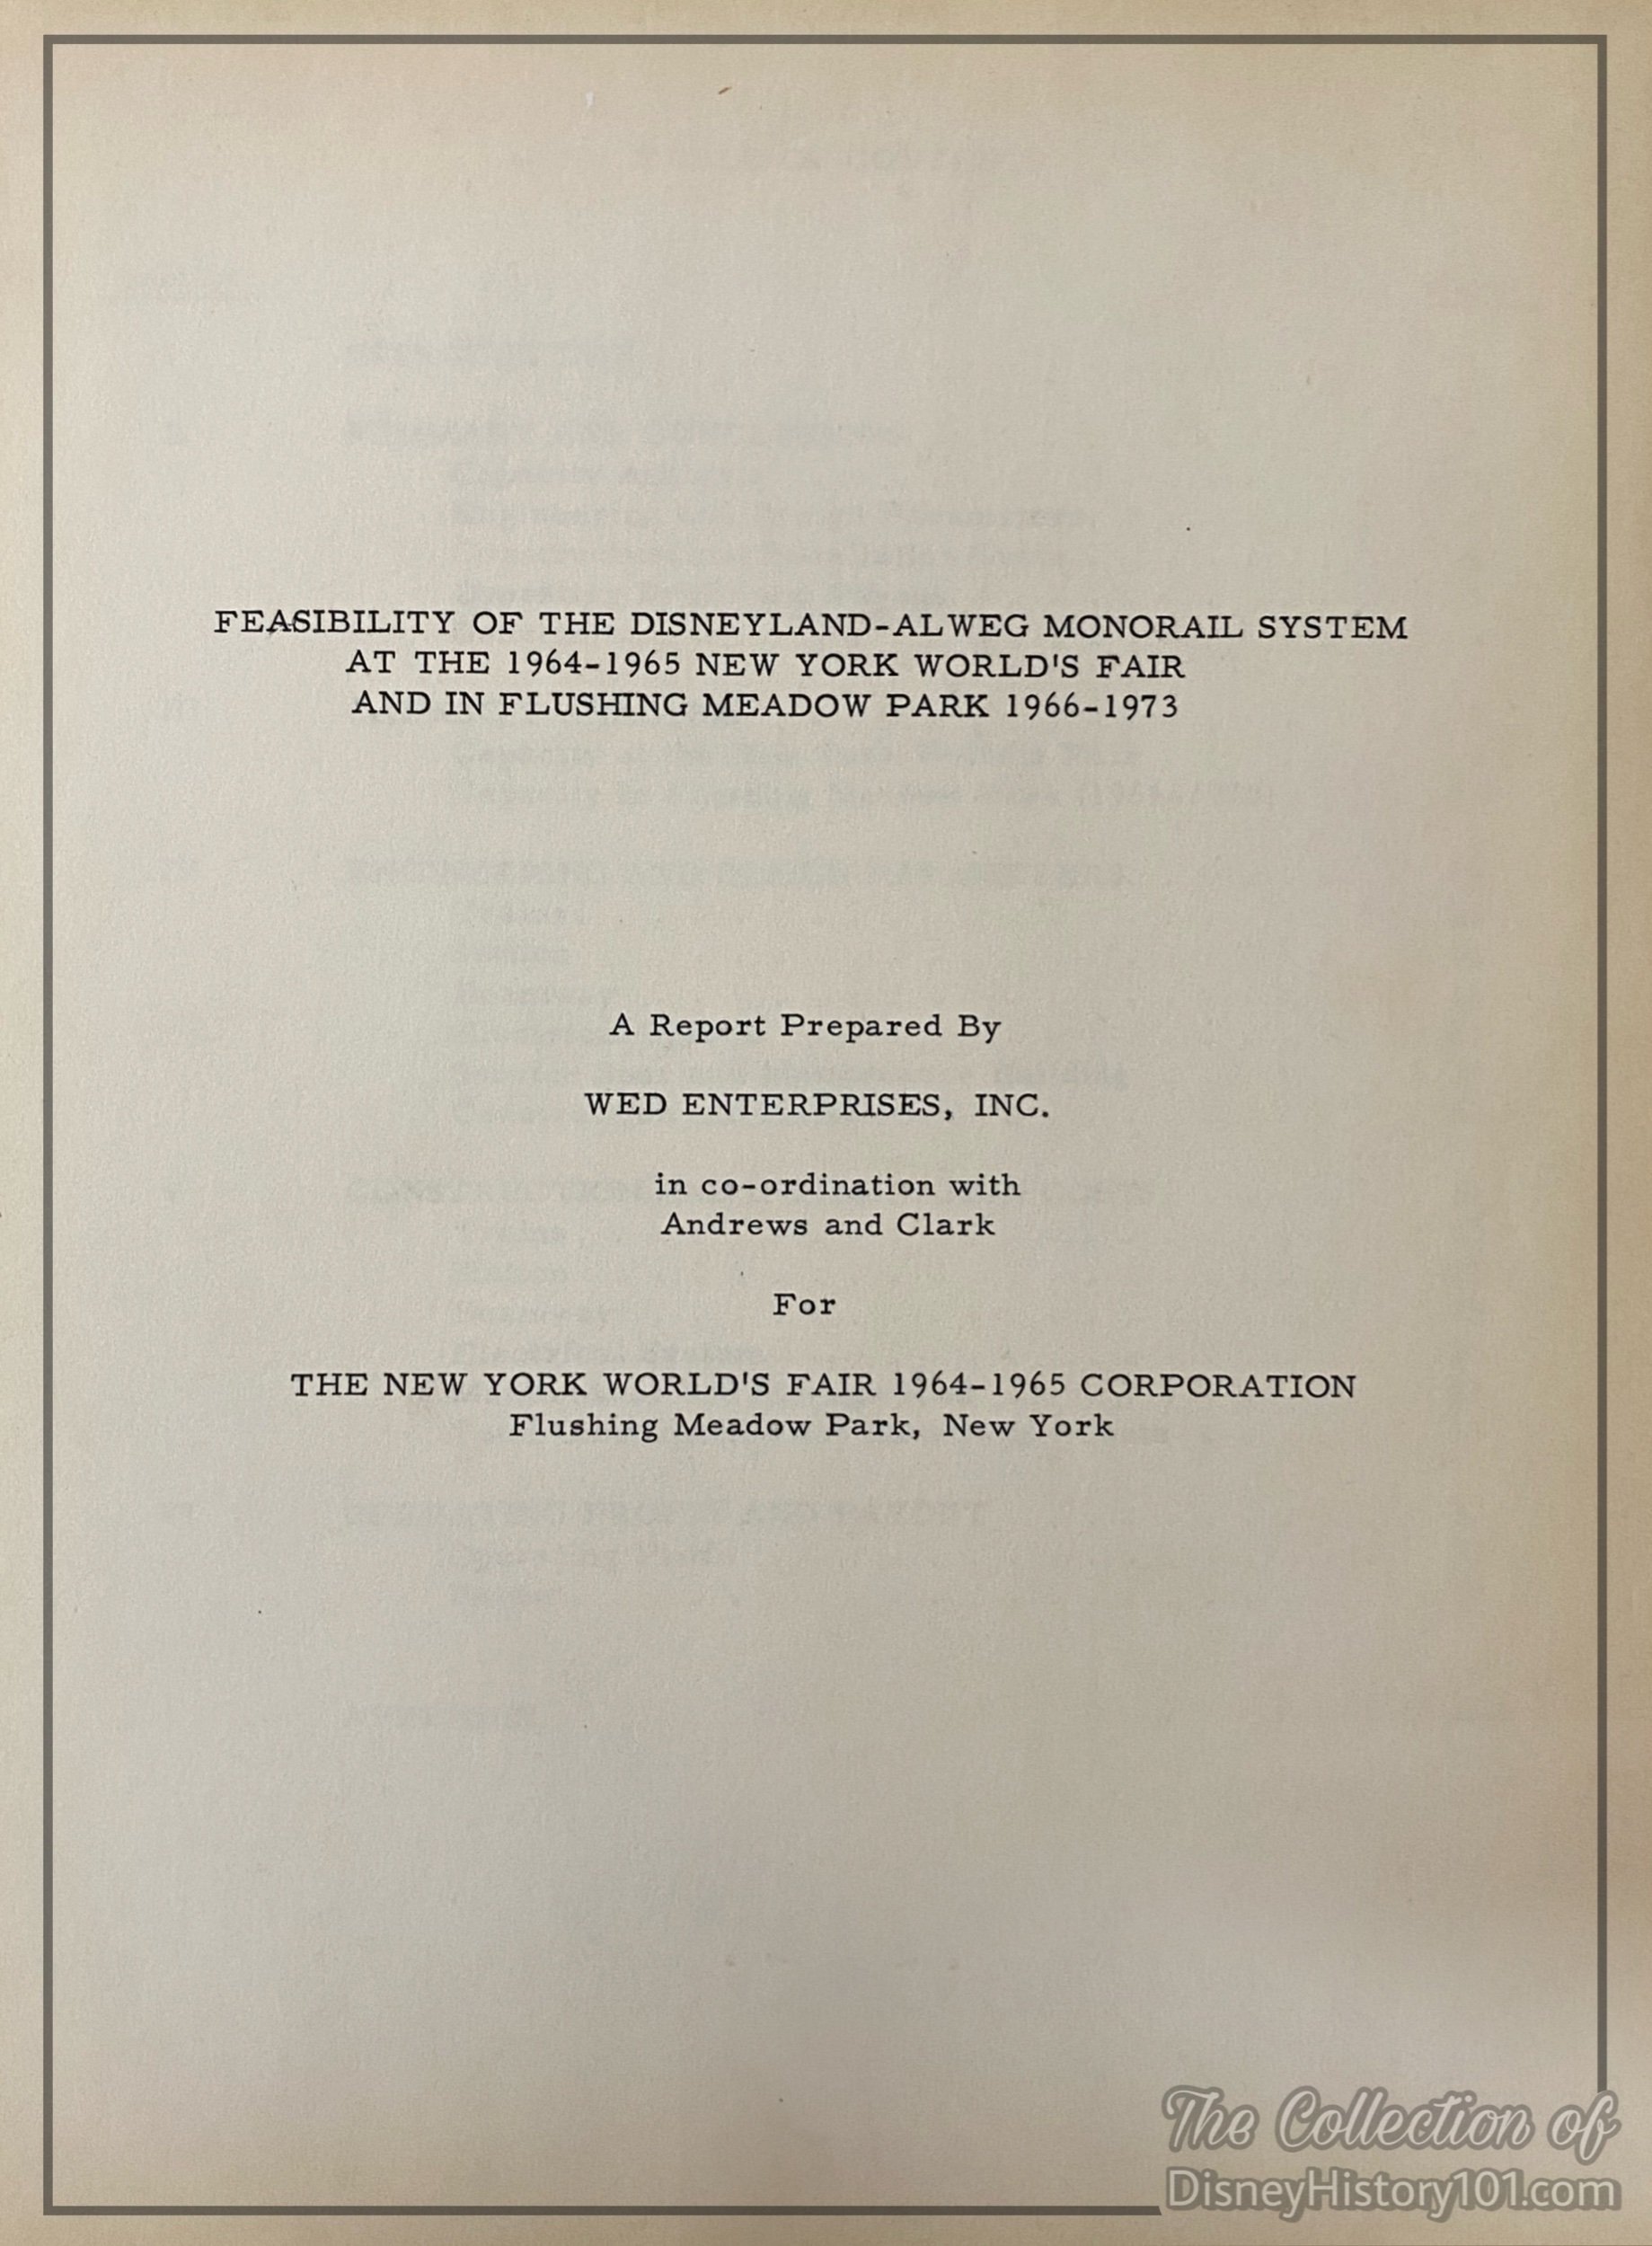 FEASIBILITY OF THE DISNEYLAND-ALWEG MONORAIL SYSTEM
AT THE 1964-1965 NEW YORK WORLD'S FAIR
AND IN FLUSHING MEADOW PARK 1966-1973
A Report Prepared By
WED ENTERPRISES, INC.
in co-ordination with
Andrews and Clark
For
THE NEW YORK WORLD'S FAIR 1964-1965 CORPORATION
Flushing Meadow Park, New York
The Collection of
DisneyHistory101.com